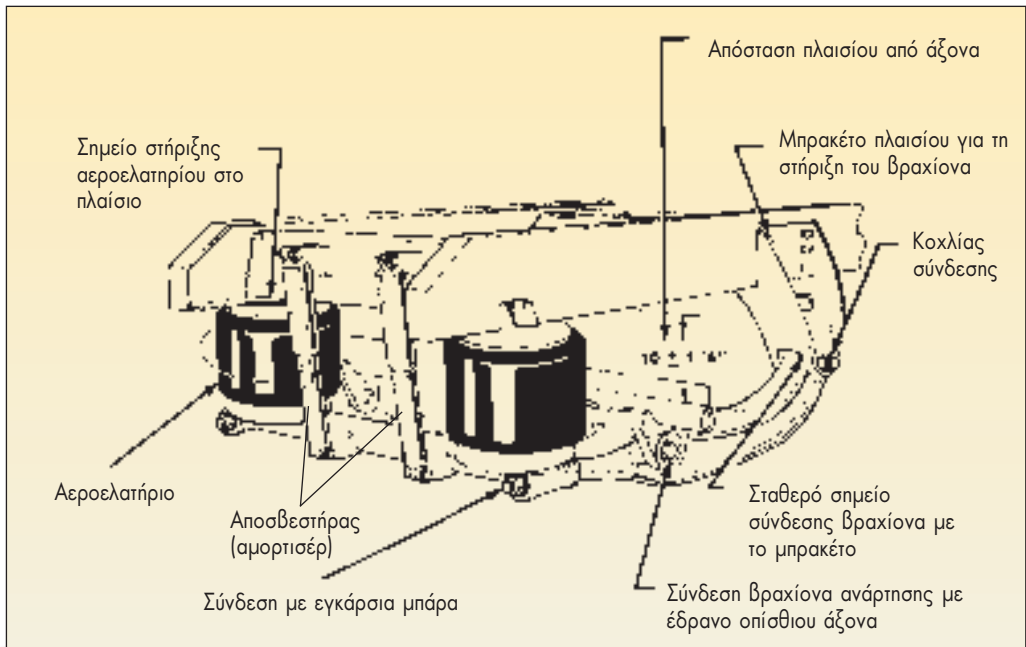 Απόσταση πλαισίου από άξονα
Σημείο στήριξης
αεροελατηρίου στο
πλαίσιο
Μπρακέτο πλαισίου για τη
στήριξη του βραχίονα
Κοχλίας
σύνδεσης
Αεροελατήριο
Αποσβεστήρας
(αμορτισέρ)
Σύνδεση με εγκάρσια μπάρα
Σταθερό σημείο
σύνδεσης βραχίονα με
το μπρακέτο
Σύνδεση βραχίονα ανάρτησης με
έδρανο οπίσθιου άξονα